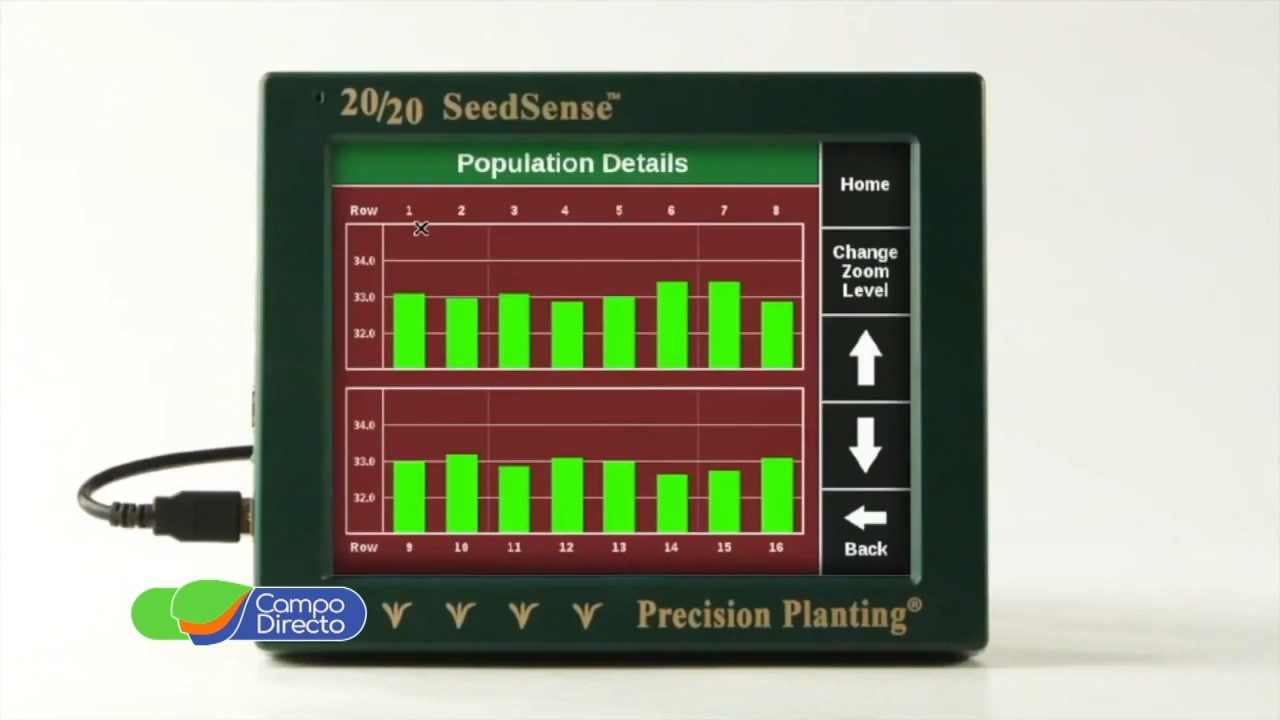 20/20 SeedSense™
Population Details
Row 1 2 3 4 5 6 7 8
34.0
33.0
32.0
34.0
33.0
32.0
Row 9 10 11 12 13 14 15 16
Home
Change
Zoom
Level
Back
Precision Planting®
Campo
Directo